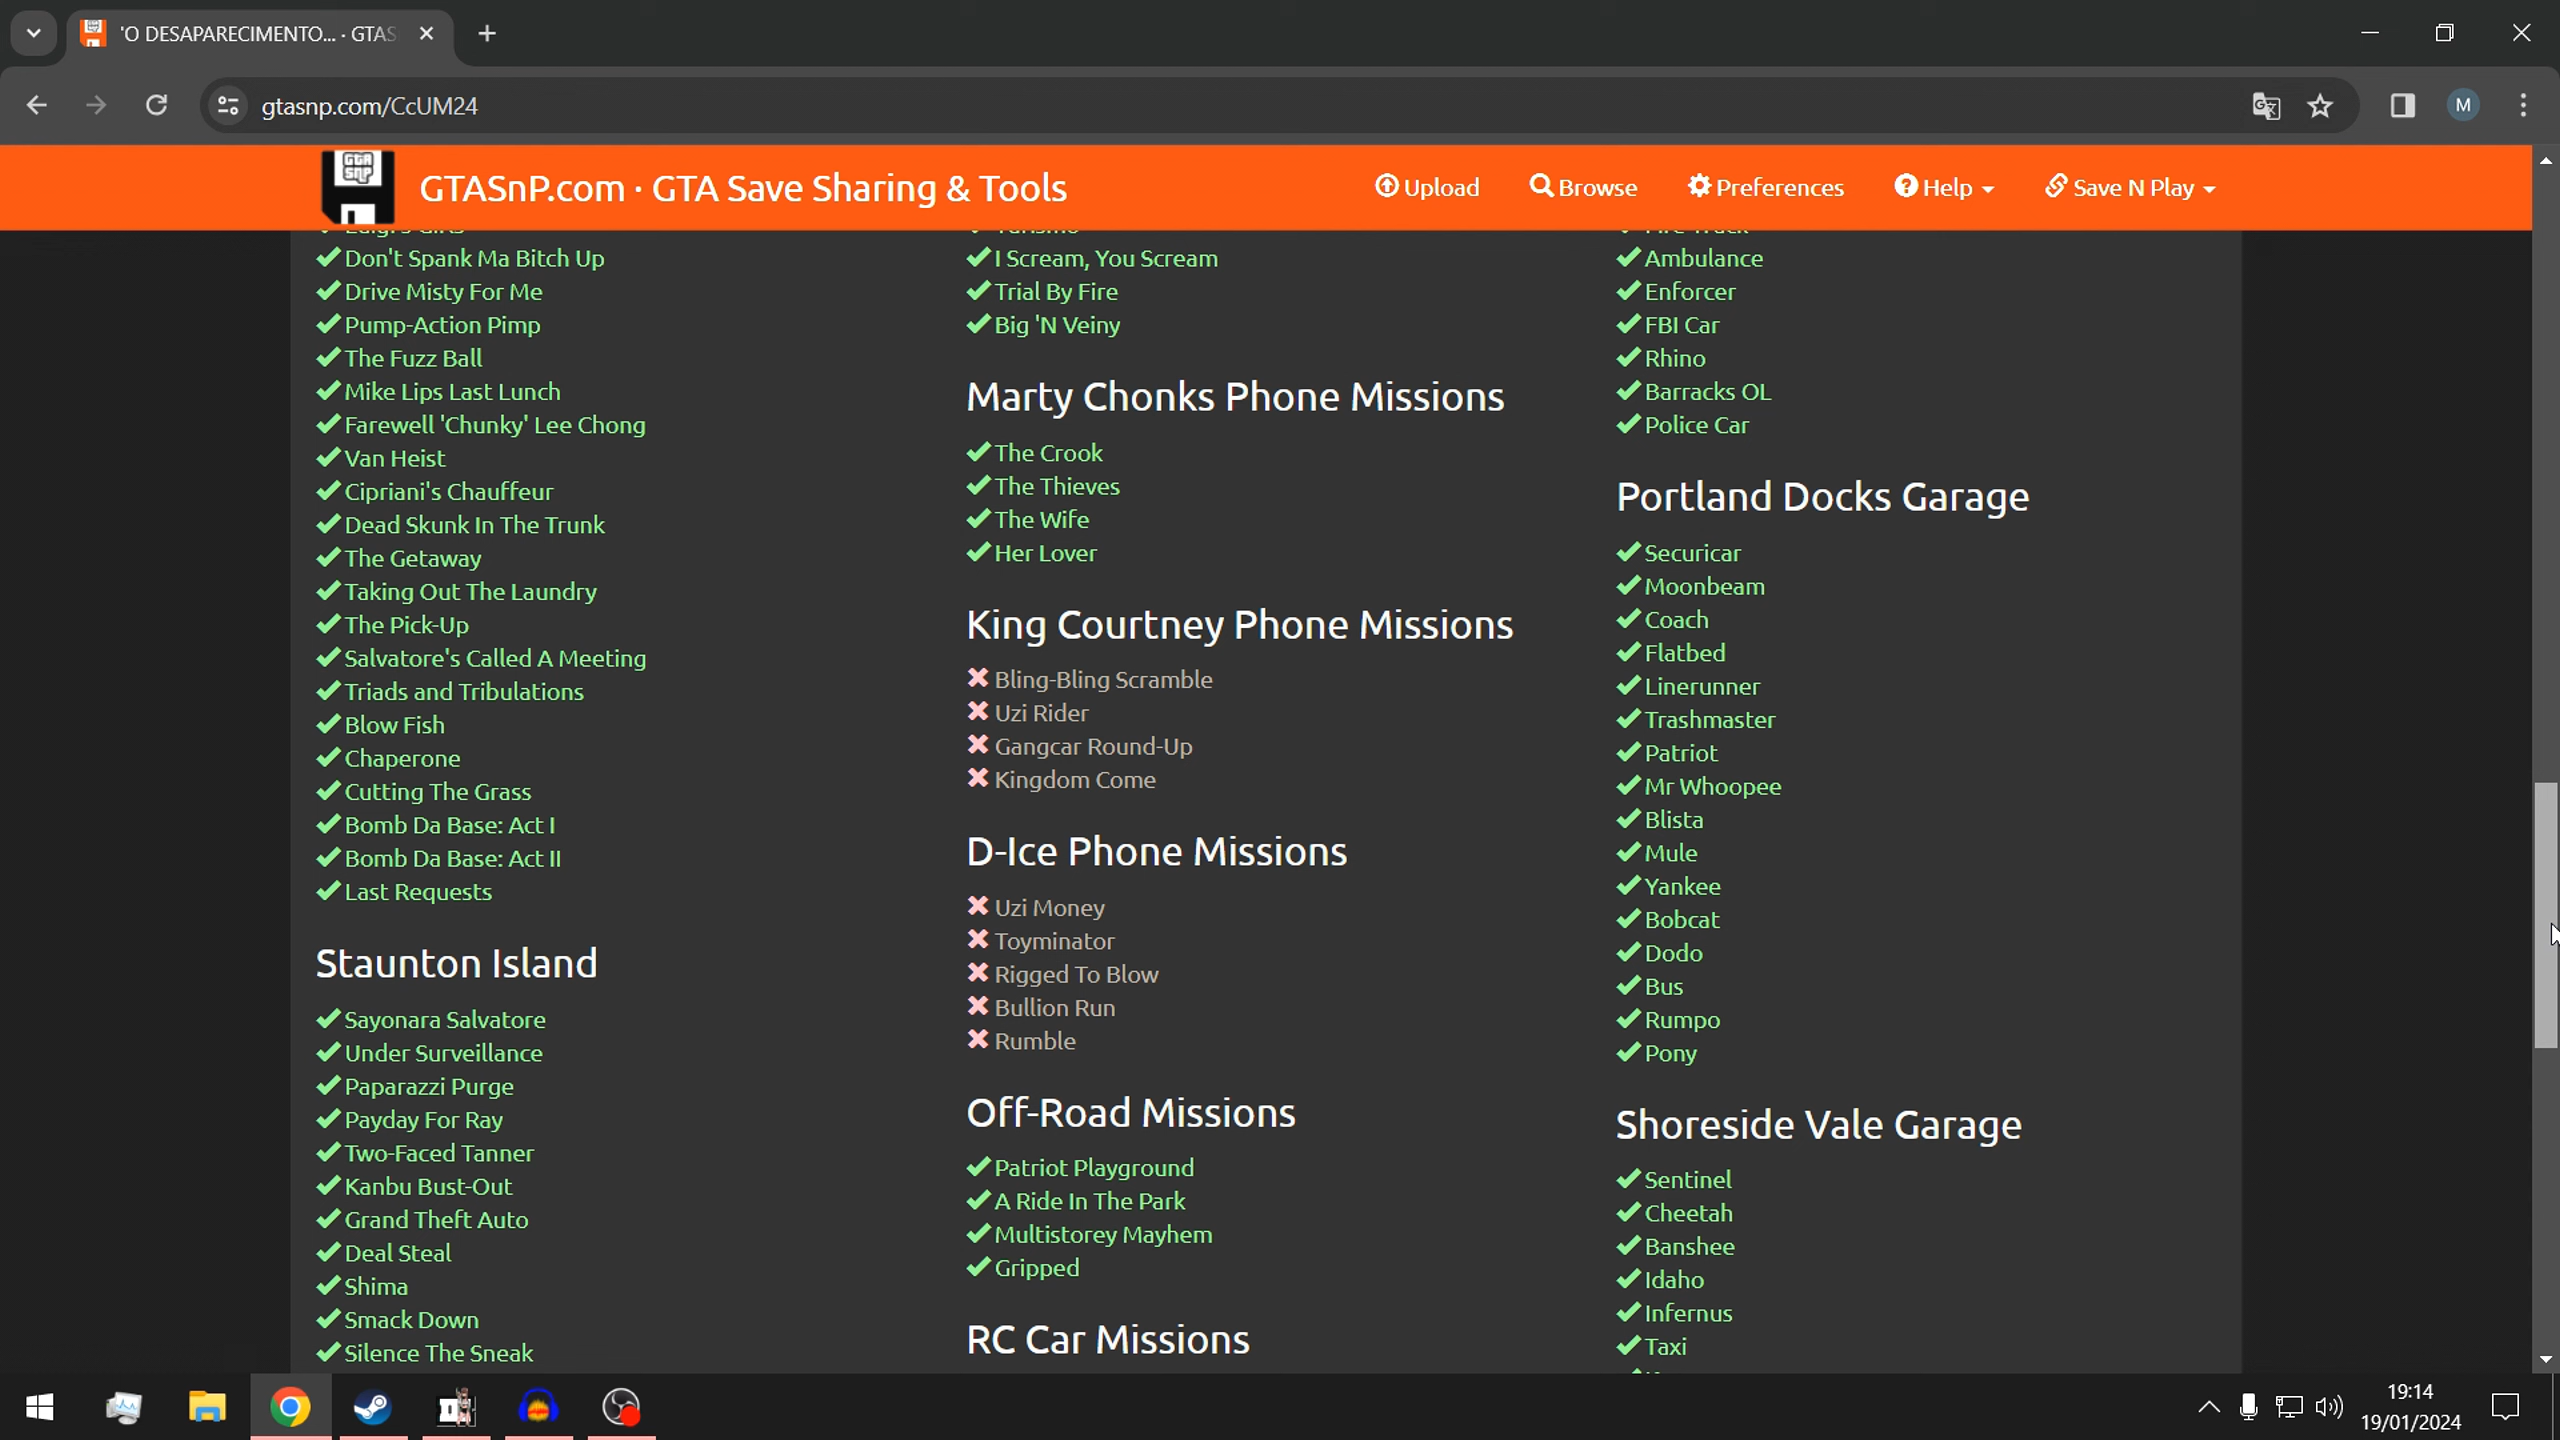 'O DESAPARECIMENTO... · GTAS
gtasnp.com/CcUM24
M
GTA
SNP
GTASnP.com · GTA Save Sharing & Tools
Upload
Browse
Preferences
Help
Save N Play
Don't Spank Ma Bitch Up
Drive Misty For Me
Pump-Action Pimp
The Fuzz Ball
Mike Lips Last Lunch
Farewell 'Chunky' Lee Chong
Van Heist
Cipriani's Chauffeur
Dead Skunk In The Trunk
The Getaway
Taking Out The Laundry
The Pick-Up
Salvatore's Called A Meeting
Triads and Tribulations
Blow Fish
Chaperone
Cutting The Grass
Bomb Da Base: Act I
Bomb Da Base: Act II
Last Requests
Staunton Island
Sayonara Salvatore
Under Surveillance
Paparazzi Purge
Payday For Ray
Two-Faced Tanner
Kanbu Bust-Out
Grand Theft Auto
Deal Steal
Shima
Smack Down
Silence The Sneak
I Scream, You Scream
Trial By Fire
Big 'N Veiny
Marty Chonks Phone Missions
The Crook
The Thieves
The Wife
Her Lover
King Courtney Phone Missions
Bling-Bling Scramble
Uzi Rider
Gangcar Round-Up
Kingdom Come
D-Ice Phone Missions
Uzi Money
Toyminator
Rigged To Blow
Bullion Run
Rumble
Off-Road Missions
Patriot Playground
A Ride In The Park
Multistorey Mayhem
Gripped
RC Car Missions
Ambulance
Enforcer
FBI Car
Rhino
Barracks OL
Police Car
Portland Docks Garage
Securicar
Moonbeam
Coach
Flatbed
Linerunner
Trashmaster
Patriot
Mr Whoopee
Blista
Mule
Yankee
Bobcat
Dodo
Bus
Rumpo
Pony
Shoreside Vale Garage
Sentinel
Cheetah
Banshee
Idaho
Infernus
Taxi
19:14
19/01/2024